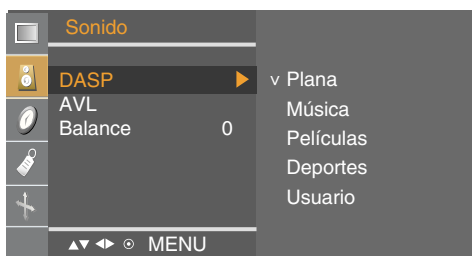 Sonido
DASP
AVL
Balance 0
v Plana
Música
Películas
Deportes
Usuario
MENU